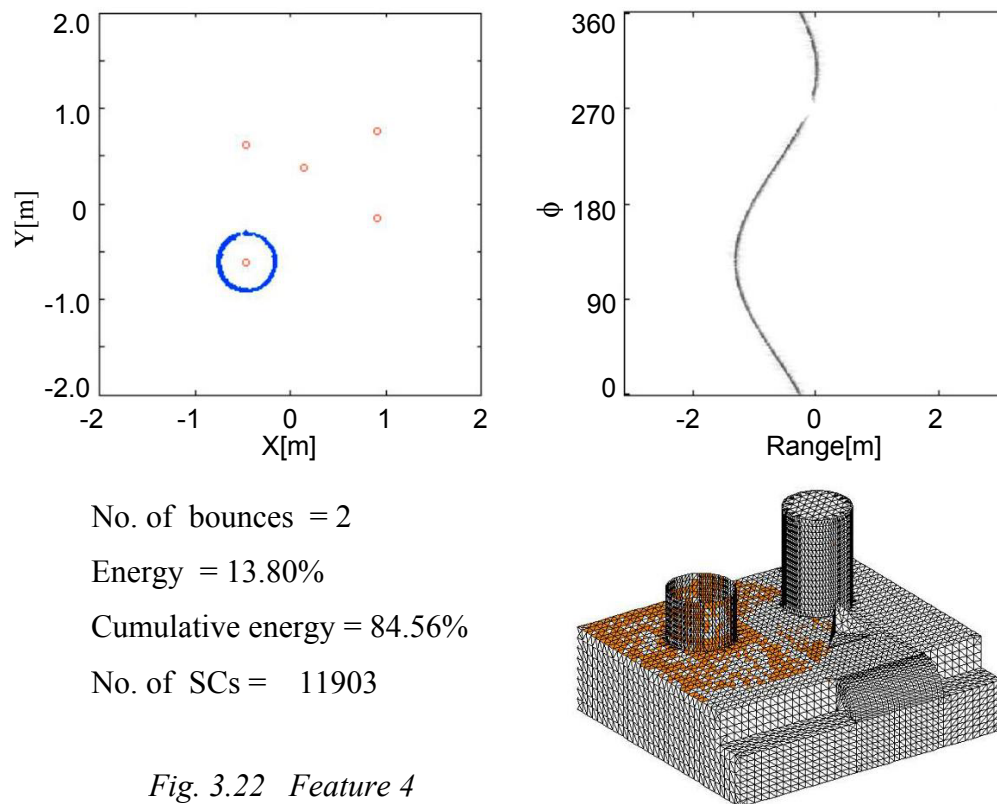 2.0
1.0
0
-1.0
-2.0
Y[m]
-2 -1 0 1 2
X[m]
360
270
180
90
0
ϕ
-2 0 2
Range[m]
No. of bounces = 2
Energy = 13.80%
Cumulative energy = 84.56%
No. of SCs = 11903
Fig. 3.22 Feature 4